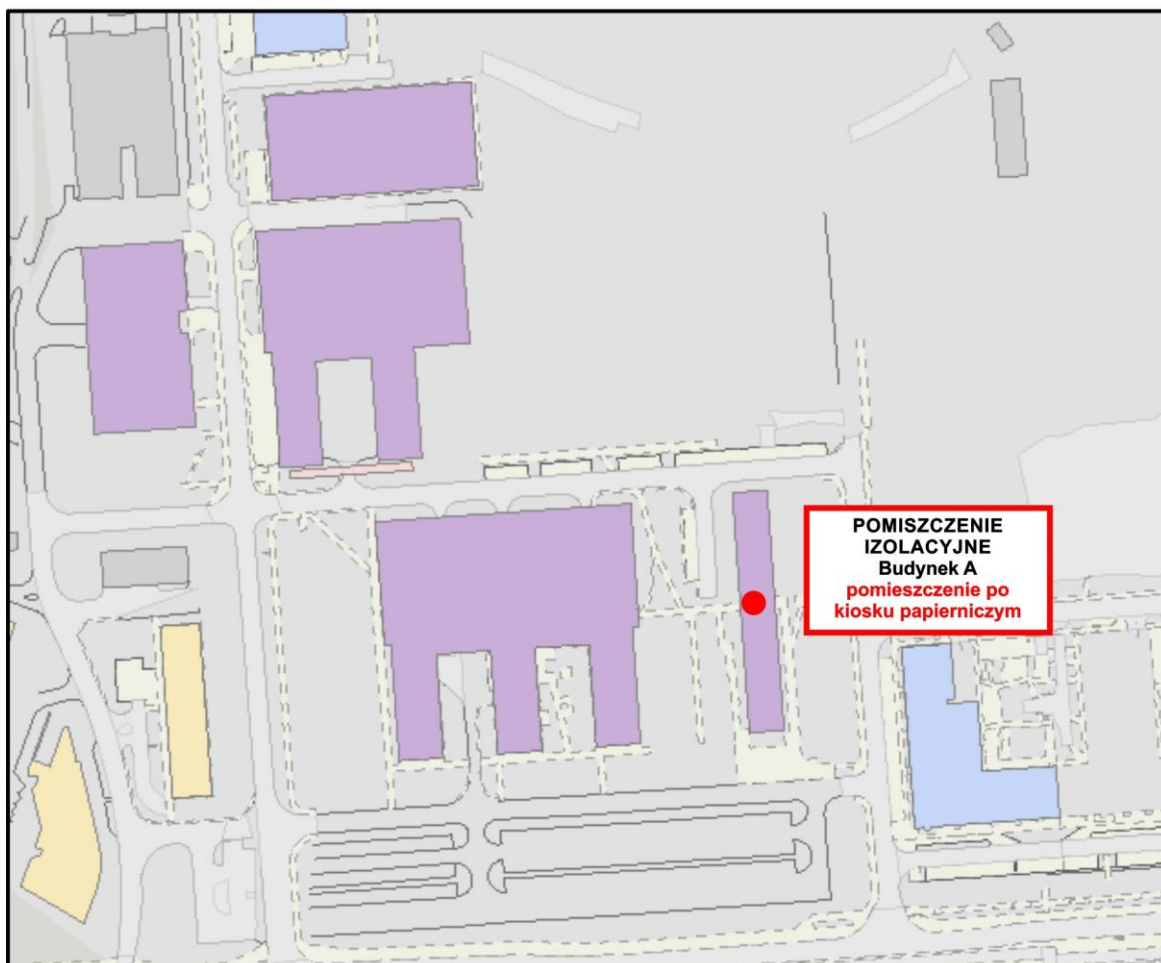 POMISZCZENIE
IZOLACYJNE
Budynek A
pomieszczenie po
kiosku papierniczym